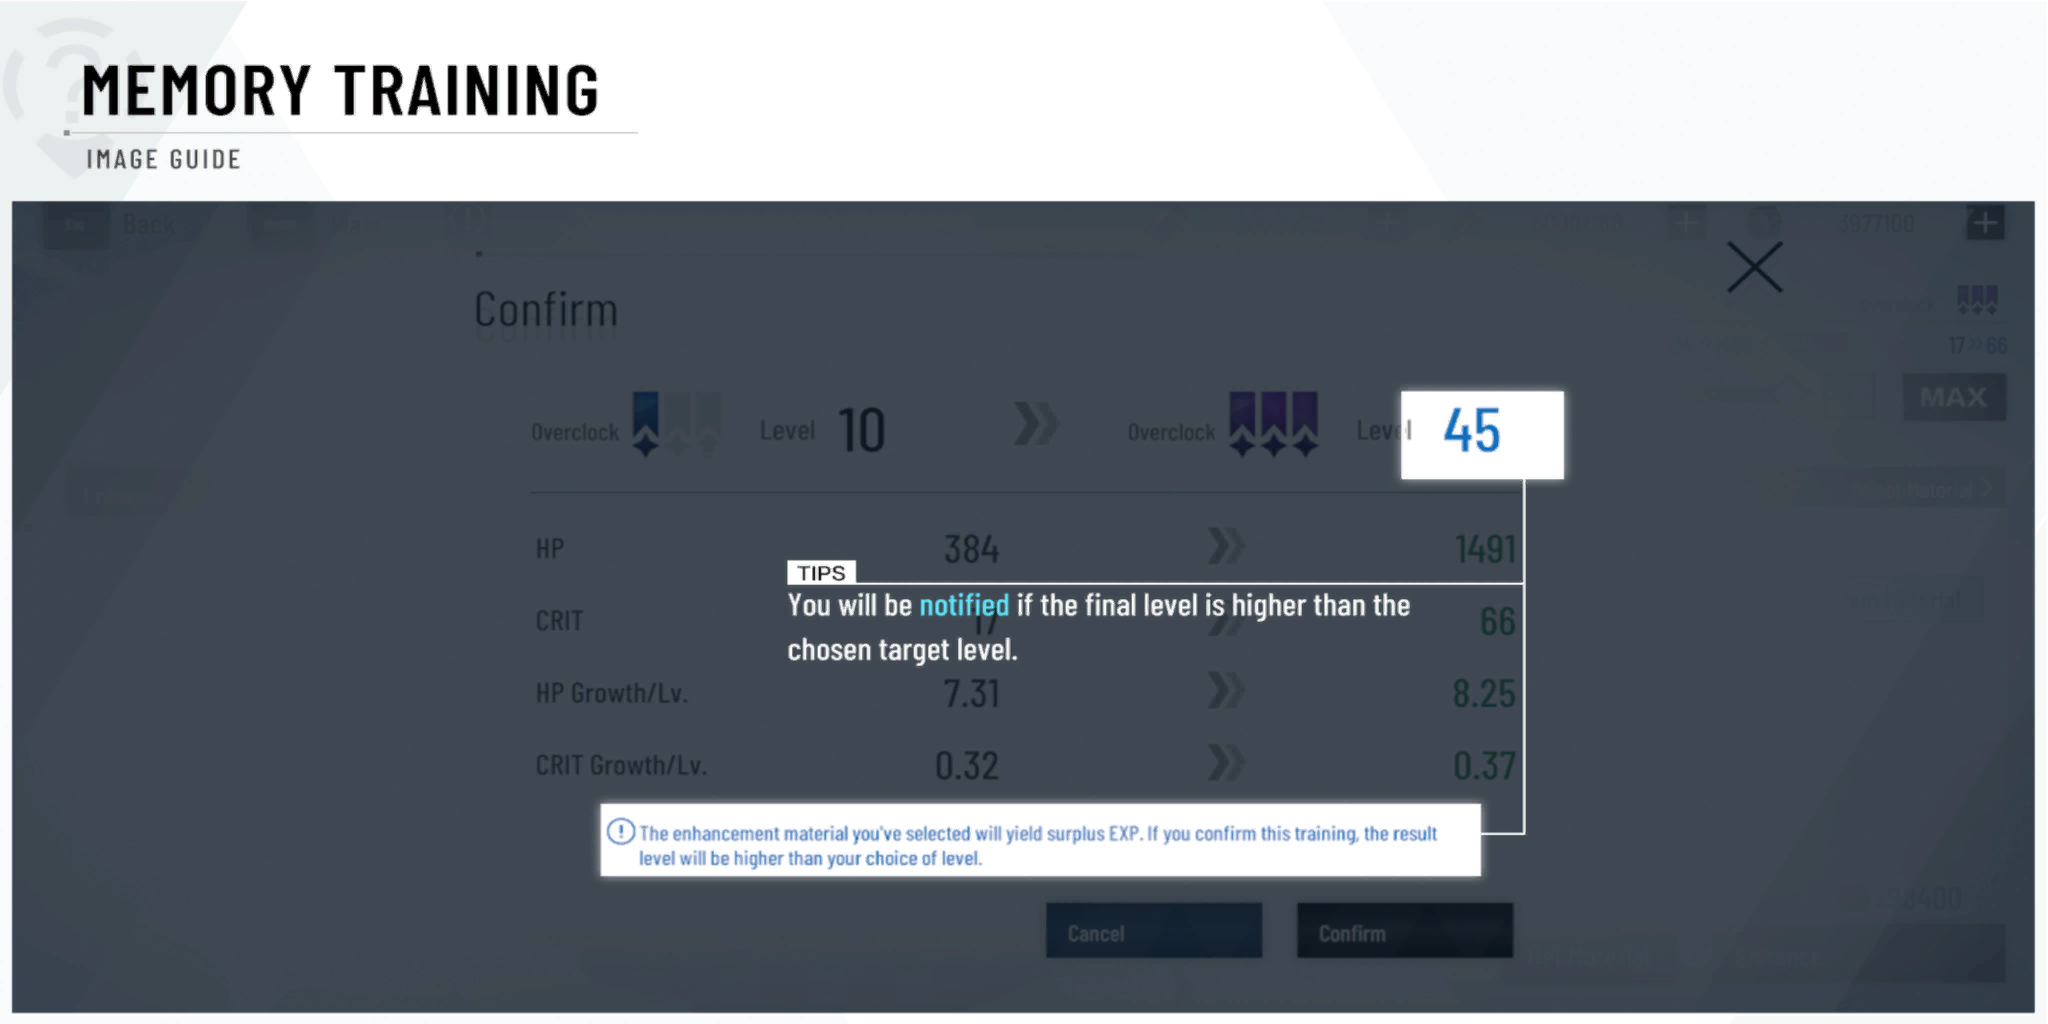 MEMORY TRAINING
IMAGE GUIDE
Back
3877100
Confirm
17 » 66
MAX
Overclock Level 10 Overclock Level 45
HP 384 1491
TIPS
You will be notified if the final level is higher than the
chosen target level.
CRIT 17 66
HP Growth/Lv. 7.31 8.25
CRIT Growth/Lv. 0.32 0.37
The enhancement material you've selected will yield surplus EXP. If you confirm this training, the result
level will be higher than your choice of level.
Cancel Confirm